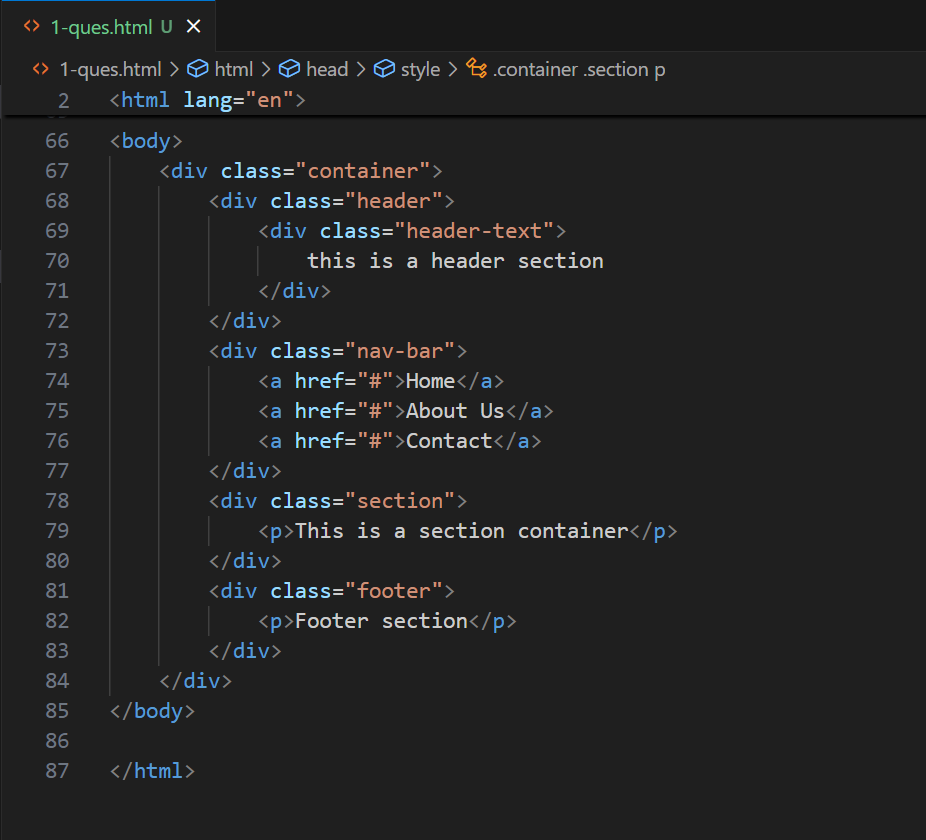 1-ques.html U
1-ques.html > html > head > style > .container .section p
2 <html lang="en">
66 <body>
67 <div class="container">
68 <div class="header">
69 <div class="header-text">
70 this is a header section
71 </div>
72 </div>
73 <div class="nav-bar">
74 <a href="#">Home</a>
75 <a href="#">About Us</a>
76 <a href="#">Contact</a>
77 </div>
78 <div class="section">
79 <p>This is a section container</p>
80 </div>
81 <div class="footer">
82 <p>Footer section</p>
83 </div>
84 </div>
85 </body>
86
87 </html>